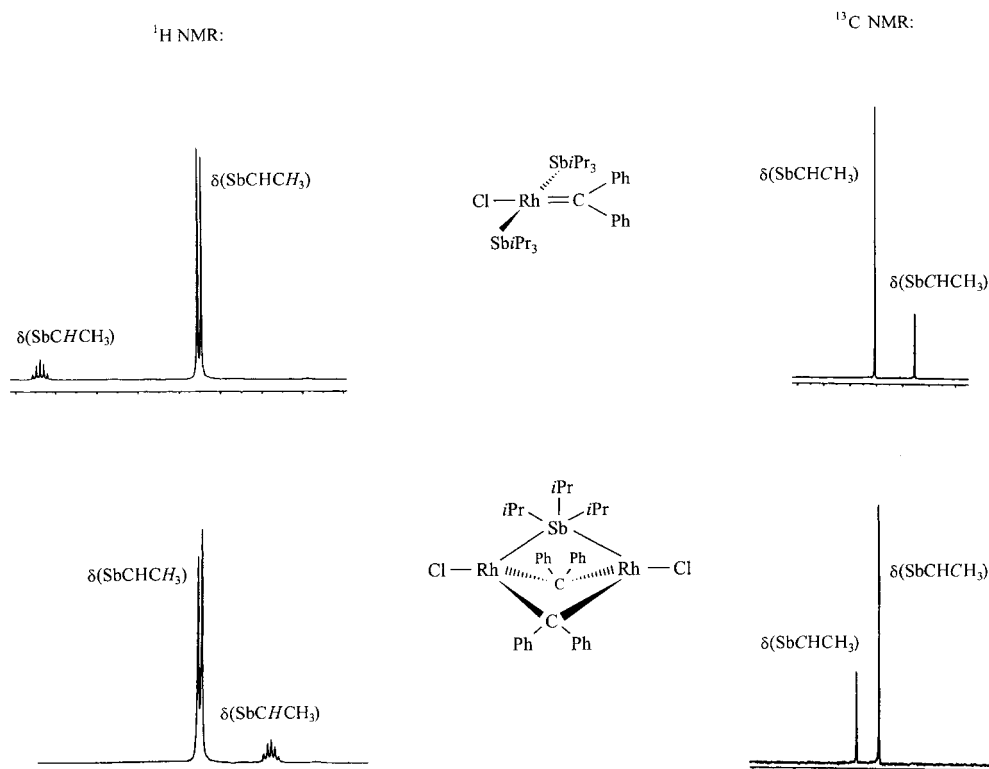 ¹H NMR:
¹³C NMR:
δ(SbCHCH₃)
δ(SbCHCH₃)
SbiPr₃
Cl
Rh
C
Ph
Ph
SbiPr₃
δ(SbCHCH₃)
δ(SbCHCH₃)
iPr
iPr
iPr
Sb
Cl
Rh
Ph
Ph
C
Rh
Cl
C
Ph
Ph
δ(SbCHCH₃)
δ(SbCHCH₃)
δ(SbCHCH₃)
δ(SbCHCH₃)